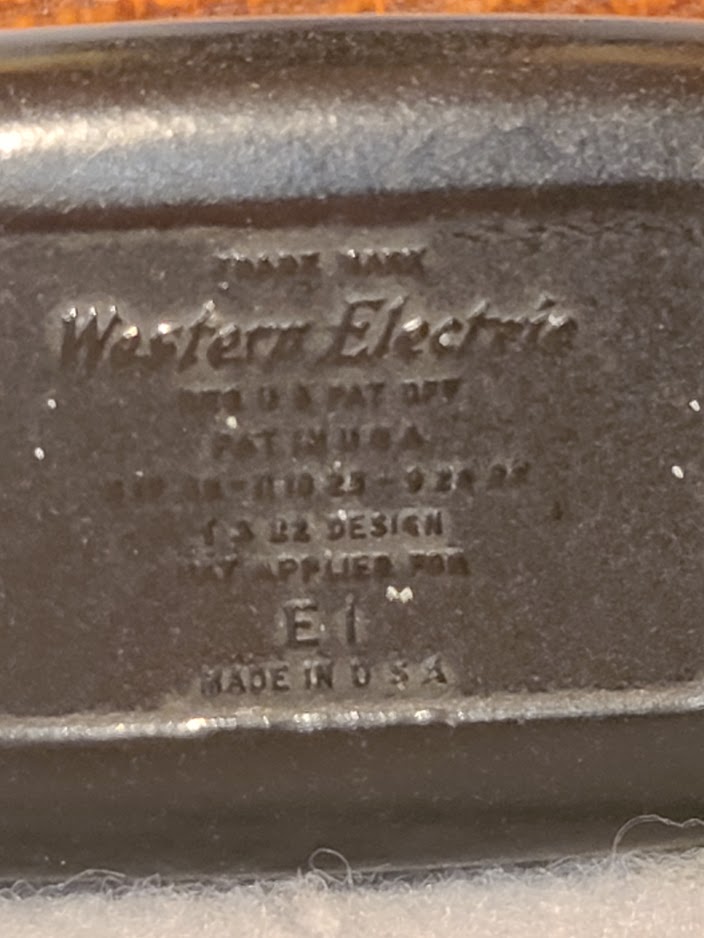 TRADE MARK
Western Electric
REG U S PAT OFF
PAT IN U S A
DESIGN
PAT APPLIED FOR
E1
MADE IN U S A